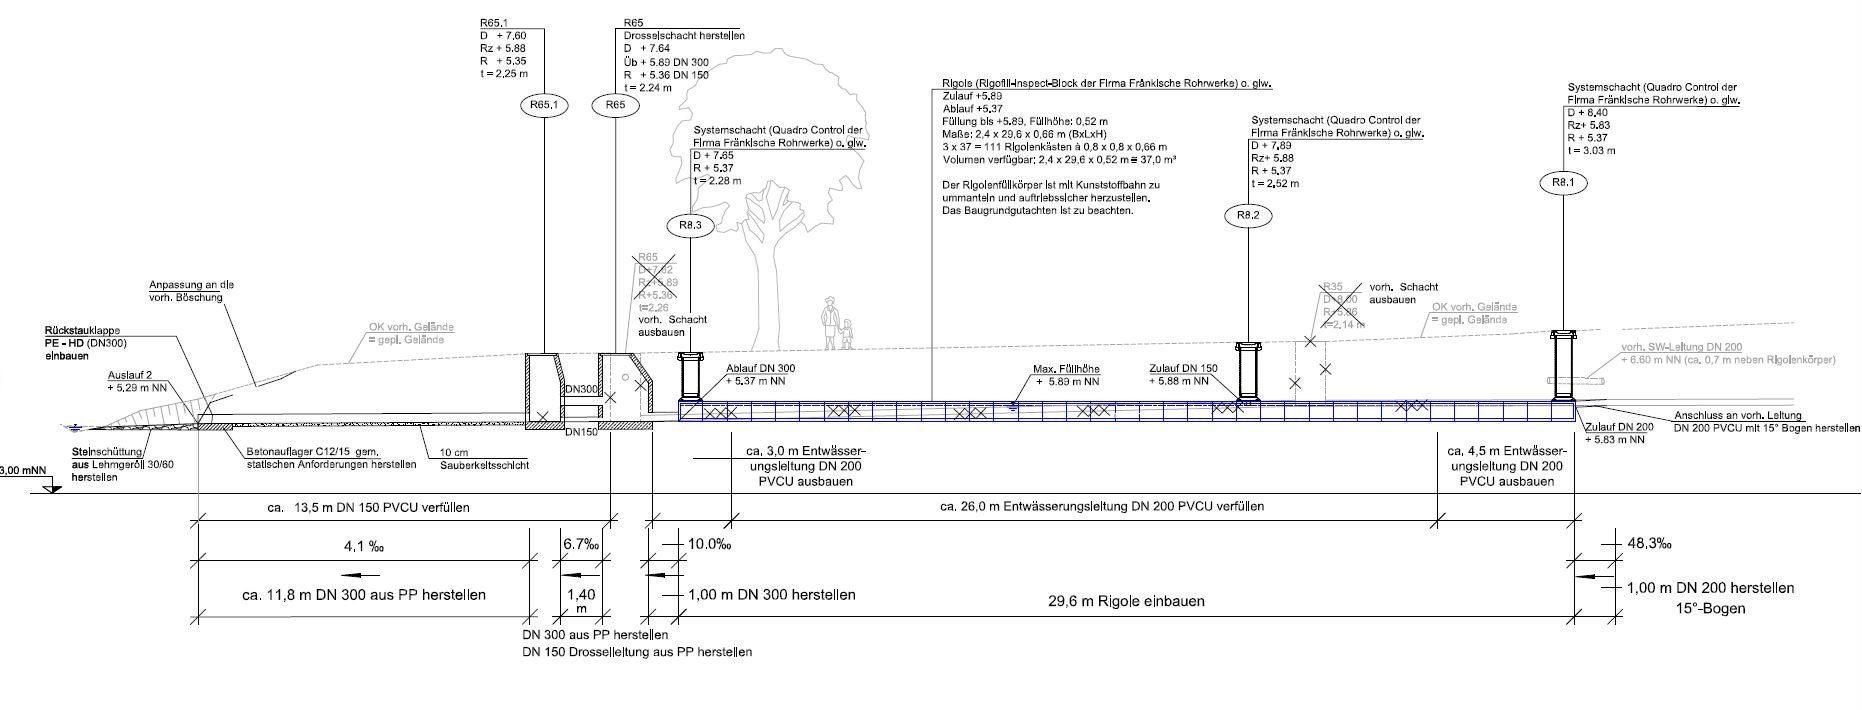 R65.1
D + 7.60
Rz + 5.88
R + 5.35
t = 2,25 m
R65.1
R65
Drosselschacht herstellen
D + 7.64
Üb + 5.89 DN 300
R + 5.36 DN 150
t = 2.24 m
R65
Systemschacht (Quadro Control der
Firma Fränkische Rohrwerke) o. glw.
D + 7.65
R + 5.37
t = 2.28 m
R8.3
Rigole (Rigofill-Inspect-Block der Firma Fränkische Rohrwerke) o. glw.
Zulauf +5.89
Ablauf +5.37
Füllung bis +5.89, Füllhöhe: 0,52 m
Maße: 2,4 x 29,6 x 0,66 m (BxLxH)
3 x 37 = 111 Rigolenkästen à 0,8 x 0,8 x 0,66 m
Volumen verfügbar: 2,4 x 29,6 x 0,52 m ≅ 37,0 m³
Der Rigolenfüllkörper ist mit Kunststoffbahn zu
ummanteln und auftriebssicher herzustellen.
Das Baugrundgutachten ist zu beachten.
Systemschacht (Quadro Control der
Firma Fränkische Rohrwerke) o. glw.
D + 7,89
Rz+ 5.88
R + 5.37
t = 2,52 m
R8.2
Systemschacht (Quadro Control der
Firma Fränkische Rohrwerke) o. glw.
D + 8,40
Rz+ 5.83
R + 5.37
t = 3.03 m
R8.1
R65
D+7,62
Rz+5.89
R+5.36
t=2.26
vorh. Schacht
ausbauen
R35
D+8.00
R+5.86
t=2.14 m
vorh. Schacht
ausbauen
OK vorh. Gelände
= gepl. Gelände
Anpassung an die
vorh. Böschung
OK vorh. Gelände
= gepl. Gelände
Rückstauklappe
PE - HD (DN300)
einbauen
Auslauf 2
+ 5,29 m NN
DN300
DN150
Ablauf DN 300
+ 5.37 m NN
Max. Füllhöhe
+ 5.89 m NN
Zulauf DN 150
+ 5.88 m NN
vorh. SW-Leitung DN 200
+ 6.60 m NN (ca. 0,7 m neben Rigolenkörper)
Anschluss an vorh. Leitung
DN 200 PVCU mit 15° Bogen herstellen
Zulauf DN 200
+ 5.83 m NN
Steinschüttung
aus Lehmgeröll 30/60
herstellen
Betonauflager C12/15 gem.
statischen Anforderungen herstellen
10 cm
Sauberkeitsschicht
ca. 3,0 m Entwässer-
ungsleitung DN 200
PVCU ausbauen
ca. 4,5 m Entwässer-
ungsleitung DN 200
PVCU ausbauen
3,00 mNN
ca. 13,5 m DN 150 PVCU verfüllen
ca. 26,0 m Entwässerungsleitung DN 200 PVCU verfüllen
4,1 ‰
6.7‰
10.0‰
48,3‰
ca. 11,8 m DN 300 aus PP herstellen
1,40
m
1,00 m DN 300 herstellen
29,6 m Rigole einbauen
1,00 m DN 200 herstellen
15°-Bogen
DN 300 aus PP herstellen
DN 150 Drosselleitung aus PP herstellen